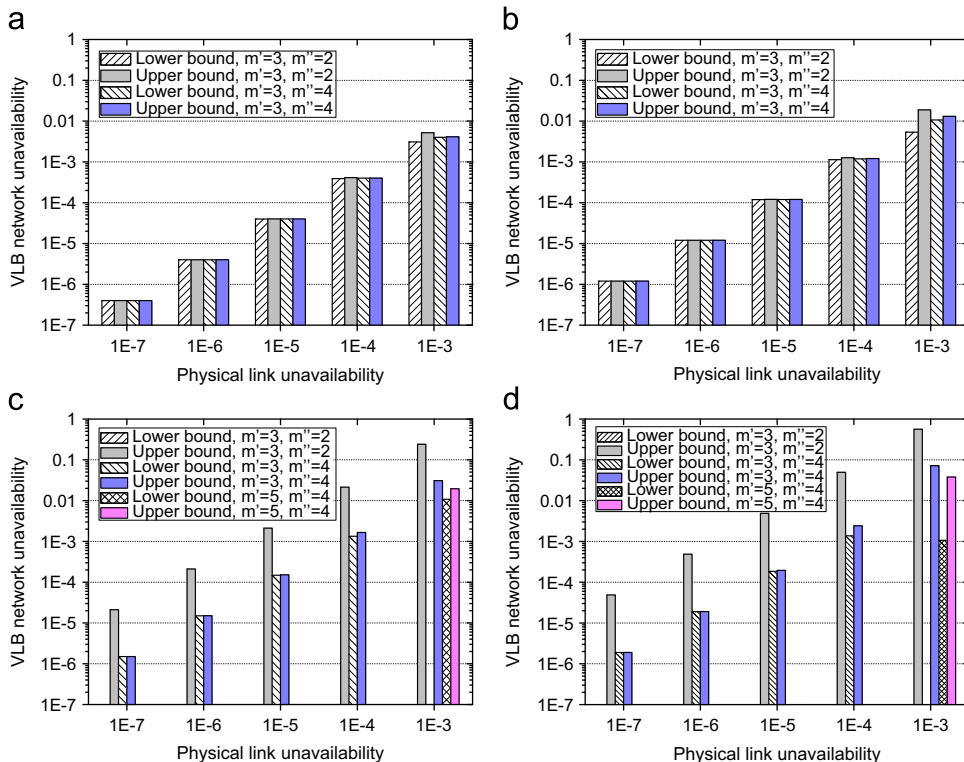 a
VLB network unavailability
1
0.1
0.01
1E-3
1E-4
1E-5
1E-6
1E-7
Lower bound, m'=3, m''=2
Upper bound, m'=3, m''=2
Lower bound, m'=3, m''=4
Upper bound, m'=3, m''=4
1E-7 1E-6 1E-5 1E-4 1E-3
Physical link unavailability
b
VLB network unavailability
1
0.1
0.01
1E-3
1E-4
1E-5
1E-6
1E-7
Lower bound, m'=3, m''=2
Upper bound, m'=3, m''=2
Lower bound, m'=3, m''=4
Upper bound, m'=3, m''=4
1E-7 1E-6 1E-5 1E-4 1E-3
Physical link unavailability
c
VLB network unavailability
1
0.1
0.01
1E-3
1E-4
1E-5
1E-6
1E-7
Lower bound, m'=3, m''=2
Upper bound, m'=3, m''=2
Lower bound, m'=3, m''=4
Upper bound, m'=3, m''=4
Lower bound, m'=5, m''=4
Upper bound, m'=5, m''=4
1E-7 1E-6 1E-5 1E-4 1E-3
Physical link unavailability
d
VLB network unavailability
1
0.1
0.01
1E-3
1E-4
1E-5
1E-6
1E-7
Lower bound, m'=3, m''=2
Upper bound, m'=3, m''=2
Lower bound, m'=3, m''=4
Upper bound, m'=3, m''=4
Lower bound, m'=5, m''=4
Upper bound, m'=5, m''=4
1E-7 1E-6 1E-5 1E-4 1E-3
Physical link unavailability